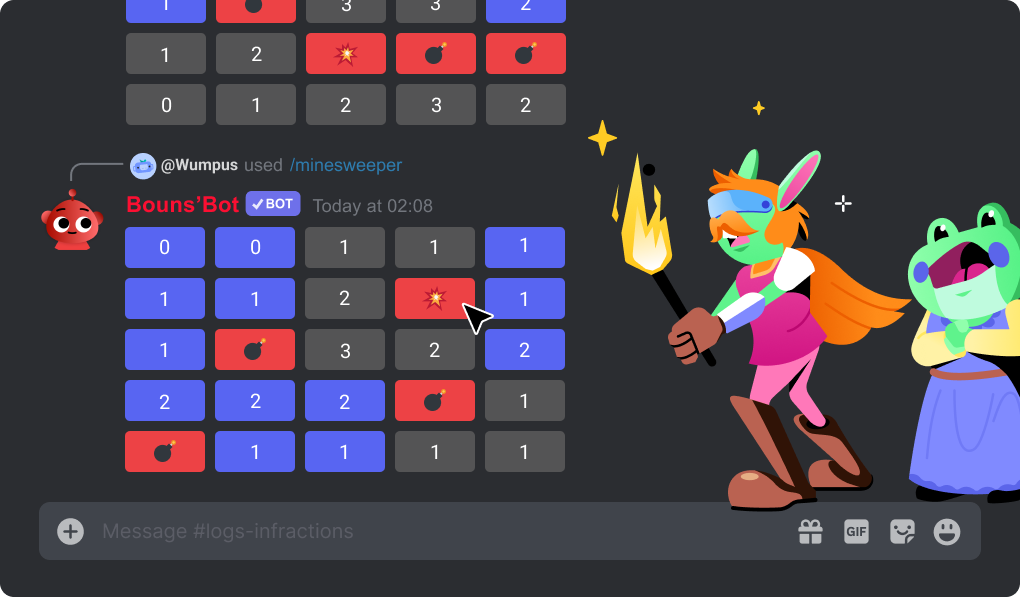 1 3 3 2
1 2
0 1 2 3 2
@Wumpus used /minesweeper
Bouns'Bot BOT Today at 02:08
0 0 1 1 1
1 1 2 1
1 3 2 2
2 2 2 1
1 1 1 1
Message #logs-infractions GIF